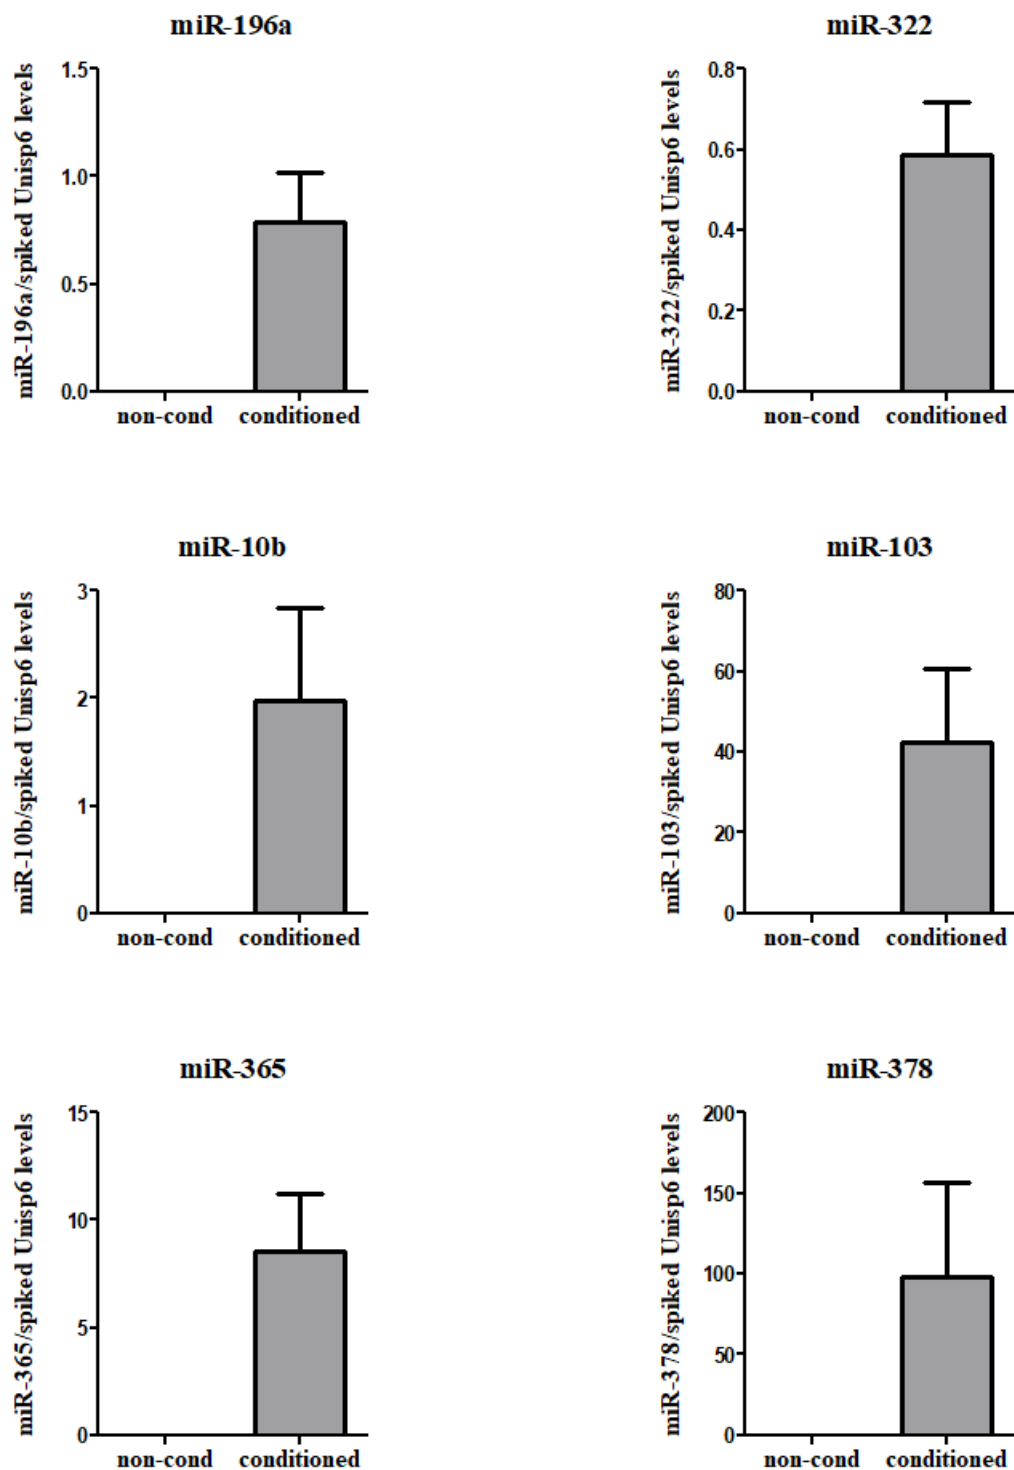 miR-196a
miR-196a/spiked Unisp6 levels
1.5
1.0
0.5
0.0
non-cond conditioned
miR-322
miR-322/spiked Unisp6 levels
0.8
0.6
0.4
0.2
0.0
non-cond conditioned
miR-10b
miR-10b/spiked Unisp6 levels
3
2
1
0
non-cond conditioned
miR-103
miR-103/spiked Unisp6 levels
80
60
40
20
0
non-cond conditioned
miR-365
miR-365/spiked Unisp6 levels
15
10
5
0
non-cond conditioned
miR-378
miR-378/spiked Unisp6 levels
200
150
100
50
0
non-cond conditioned